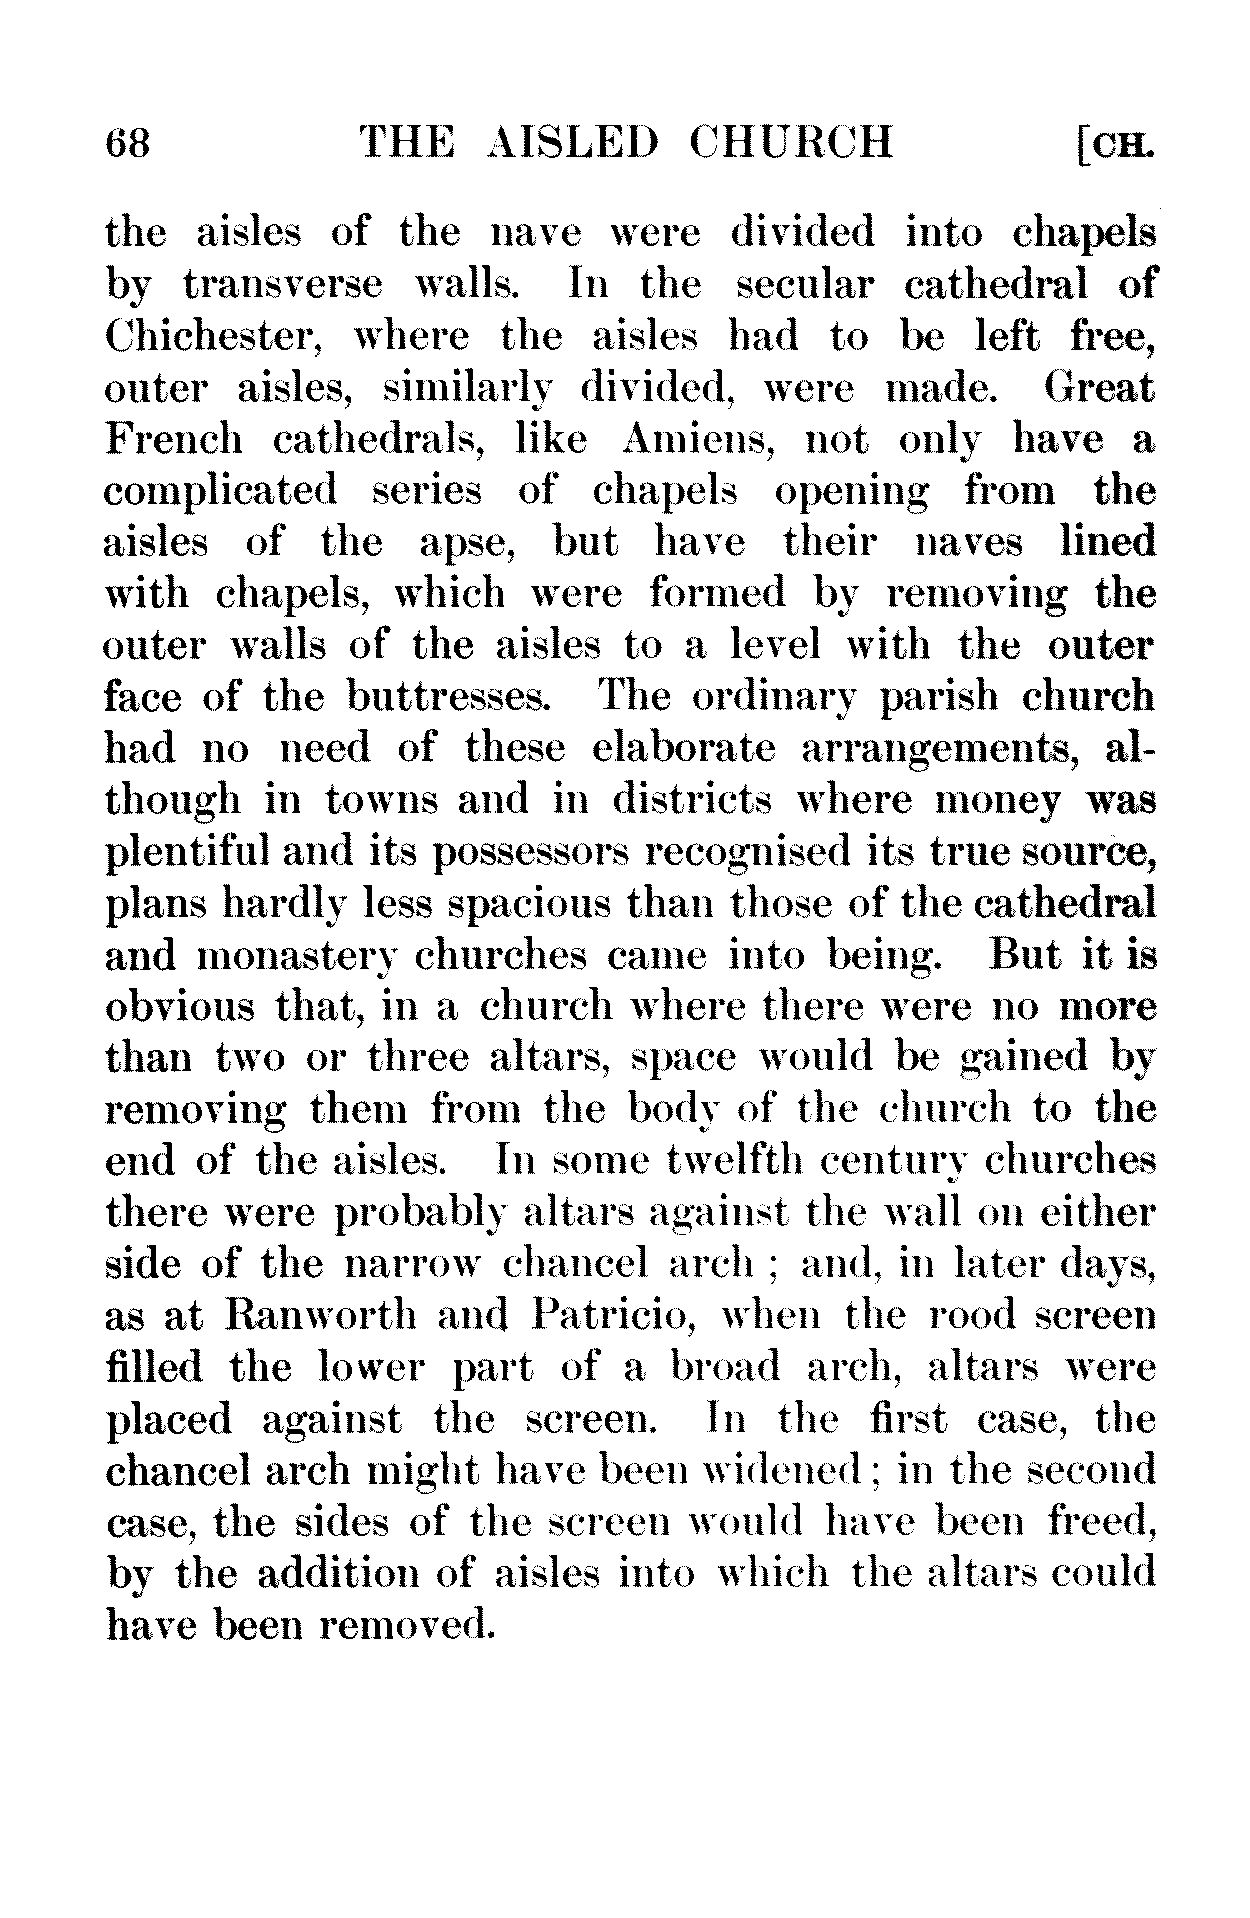 68 THE AISLED CHURCH [CH.
the aisles of the nave were divided into chapels
by transverse walls. In the secular cathedral of
Chichester, where the aisles had to be left free,
outer aisles, similarly divided, were made. Great
French cathedrals, like Amiens, not only have a
complicated series of chapels opening from the
aisles of the apse, but have their naves lined
with chapels, which were formed by removing the
outer walls of the aisles to a level with the outer
face of the buttresses. The ordinary parish church
had no need of these elaborate arrangements, al-
though in towns and in districts where money was
plentiful and its possessors recognised its true source,
plans hardly less spacious than those of the cathedral
and monastery churches came into being. But it is
obvious that, in a church where there were no more
than two or three altars, space would be gained by
removing them from the body of the church to the
end of the aisles. In some twelfth century churches
there were probably altars against the wall on either
side of the narrow chancel arch ; and, in later days,
as at Ranworth and Patricio, when the rood screen
filled the lower part of a broad arch, altars were
placed against the screen. In the first case, the
chancel arch might have been widened ; in the second
case, the sides of the screen would have been freed,
by the addition of aisles into which the altars could
have been removed.